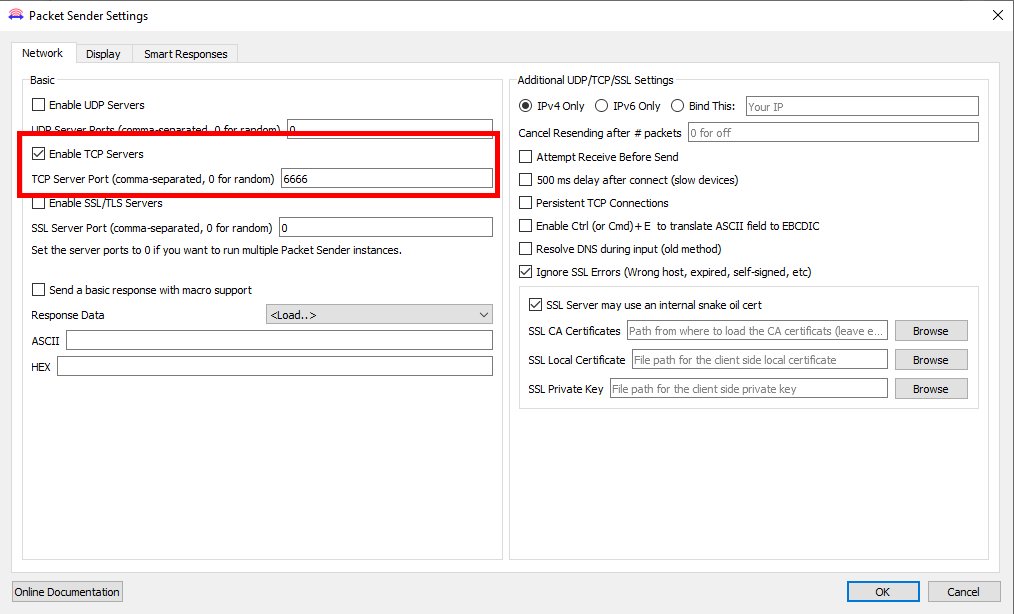 Packet Sender Settings
Network Display Smart Responses
Basic
Enable UDP Servers
UDP Server Ports (comma-separated, 0 for random) 0
Enable TCP Servers
TCP Server Port (comma-separated, 0 for random) 6666
Enable SSL/TLS Servers
SSL Server Port (comma-separated, 0 for random) 0
Set the server ports to 0 if you want to run multiple Packet Sender instances.
Send a basic response with macro support
Response Data <Load..>
ASCII
HEX
Additional UDP/TCP/SSL Settings
IPv4 Only IPv6 Only Bind This: Your IP
Cancel Resending after # packets 0 for off
Attempt Receive Before Send
500 ms delay after connect (slow devices)
Persistent TCP Connections
Enable Ctrl (or Cmd)+E to translate ASCII field to EBCDIC
Resolve DNS during input (old method)
Ignore SSL Errors (Wrong host, expired, self-signed, etc)
SSL Server may use an internal snake oil cert
SSL CA Certificates Path from where to load the CA certificats (leave e... Browse
SSL Local Certificate File path for the client side local certificate Browse
SSL Private Key File path for the client side private key Browse
Online Documentation OK Cancel